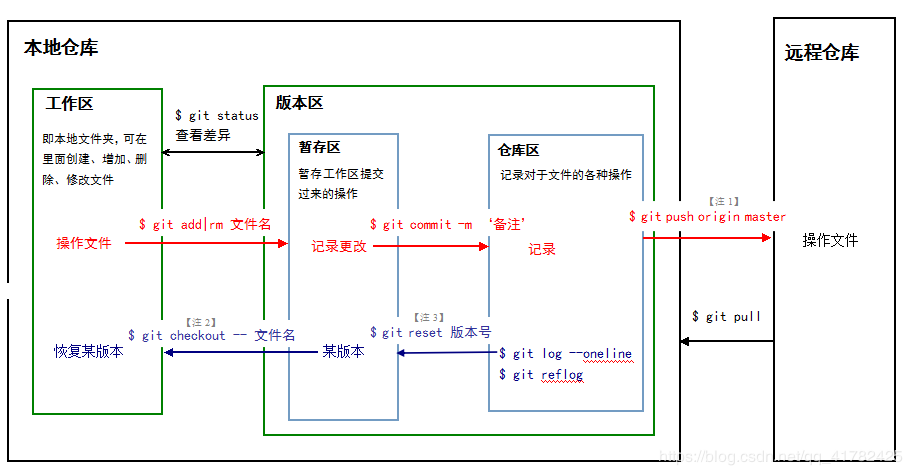 本地仓库
远程仓库
工作区
即本地文件夹,可在
里面创建、增加、删
除、修改文件
$ git status
查看差异
版本区
暂存区
暂存工作区提交
过来的操作
仓库区
记录对于文件的各种操作
操作文件
$ git add|rm 文件名
记录更改
$ git commit -m ‘备注’
记录
【注 1】
$ git push origin master
操作文件
恢复某版本
【注 2】
$ git checkout -- 文件名
某版本
【注 3】
$ git reset 版本号
$ git log --oneline
$ git reflog
$ git pull
https://blog.csdn.net/qq_41782425